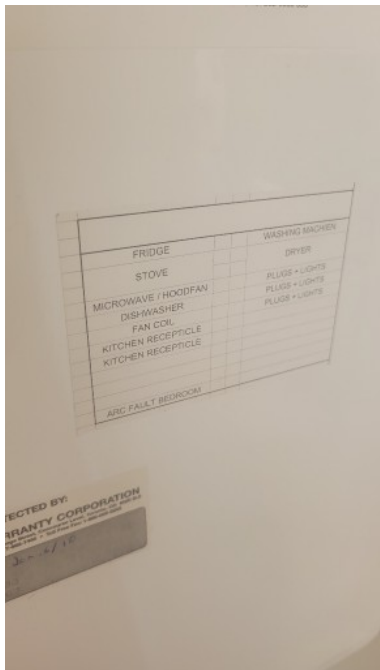 FRIDGE
STOVE
MICROWAVE / HOODFAN
DISHWASHER
FAN COIL
KITCHEN RECEPTICLE
KITCHEN RECEPTICLE
ARC FAULT BEDROOM
WASHING MACHIEN
DRYER
PLUGS + LIGHTS
PLUGS + LIGHTS
PLUGS + LIGHTS
TECTED BY:
RRANTY CORPORATION